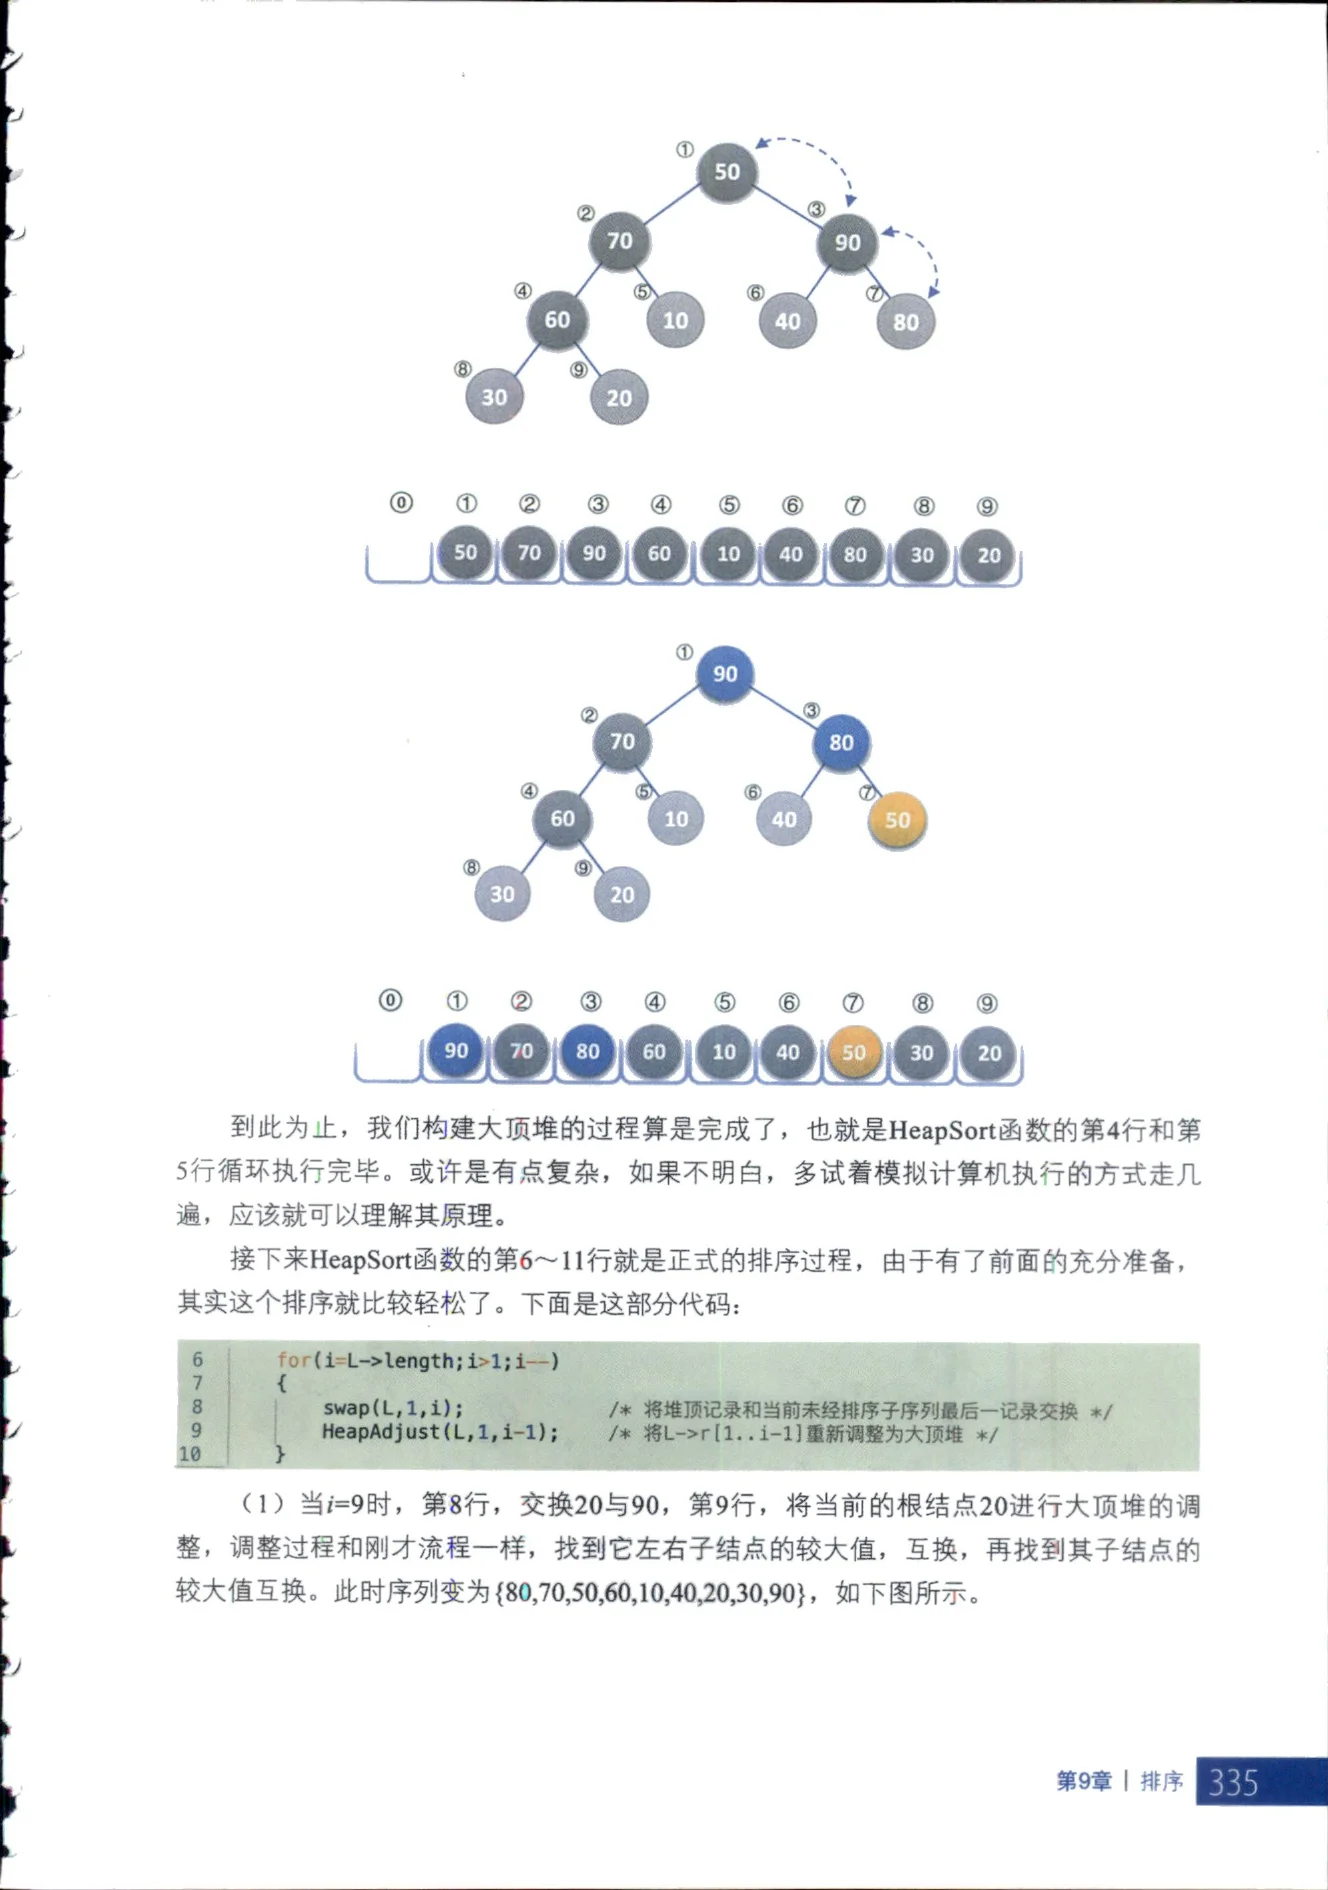 ①
50
②
③
70
90
④
⑤
⑥
⑦
60
10
40
80
⑧
⑨
30
20
⓪ ① ② ③ ④ ⑤ ⑥ ⑦ ⑧ ⑨
50 70 90 60 10 40 80 30 20
①
90
②
③
70
80
④
⑤
⑥
⑦
60
10
40
50
⑧
⑨
30
20
⓪ ① ② ③ ④ ⑤ ⑥ ⑦ ⑧ ⑨
90 70 80 60 10 40 50 30 20
到此为止，我们构建大顶堆的过程算是完成了，也就是HeapSort函数的第4行和第
5行循环执行完毕。或许是有点复杂，如果不明白，多试着模拟计算机执行的方式走几
遍，应该就可以理解其原理。
接下来HeapSort函数的第6～11行就是正式的排序过程，由于有了前面的充分准备，
其实这个排序就比较轻松了。下面是这部分代码：
6 for(i=L->length;i>1;i--)
7 {
8 swap(L,1,i); /* 将堆顶记录和当前未经排序子序列最后一记录交换 */
9 HeapAdjust(L,1,i-1); /* 将L->r[1..i-1]重新调整为大顶堆 */
10 }
（1）当i=9时，第8行，交换20与90，第9行，将当前的根结点20进行大顶堆的调
整，调整过程和刚才流程一样，找到它左右子结点的较大值，互换，再找到其子结点的
较大值互换。此时序列变为{80,70,50,60,10,40,20,30,90}，如下图所示。
第9章 | 排序 335